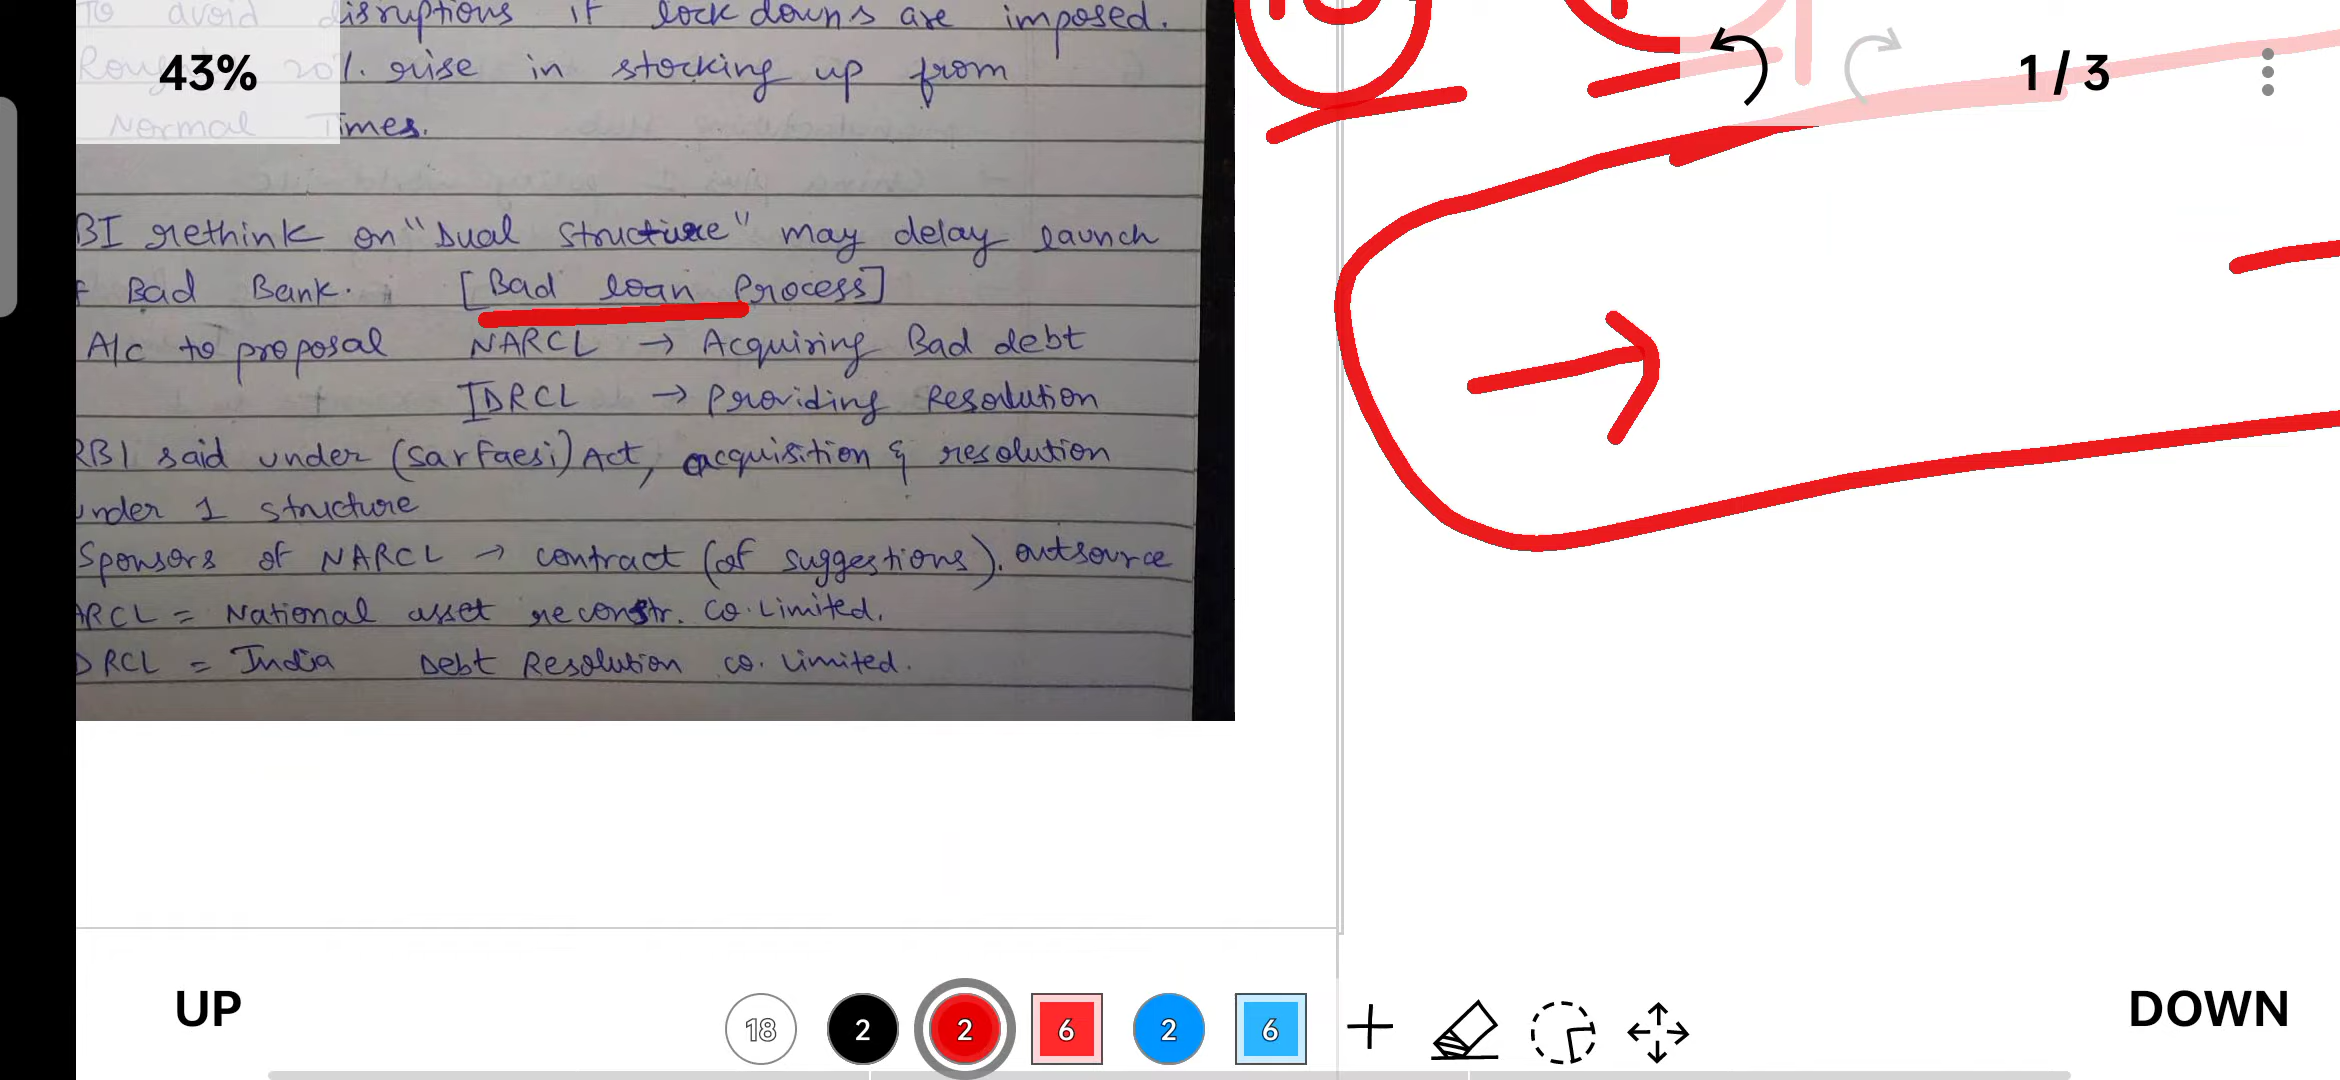 To avoid disruptions if lock downs are imposed.
43%
20%. rise in stocking up from
Normal Times.
1 / 3
BI rethink on "Dual Structure" may delay launch
F Bad Bank. [Bad loan Process]
A/c to proposal NARCL → Acquiring Bad debt
IDRCL → Providing Resolution
RBI said under (Sarfaesi) Act, acquisition & resolution
under 1 structure
Sponsors of NARCL → contract (of suggestions). outsource
ARCL = National asset reconstr. Co. Limited.
DRCL = India Debt Resolution co. Limited.
UP
18 2 2 6 2 6
DOWN